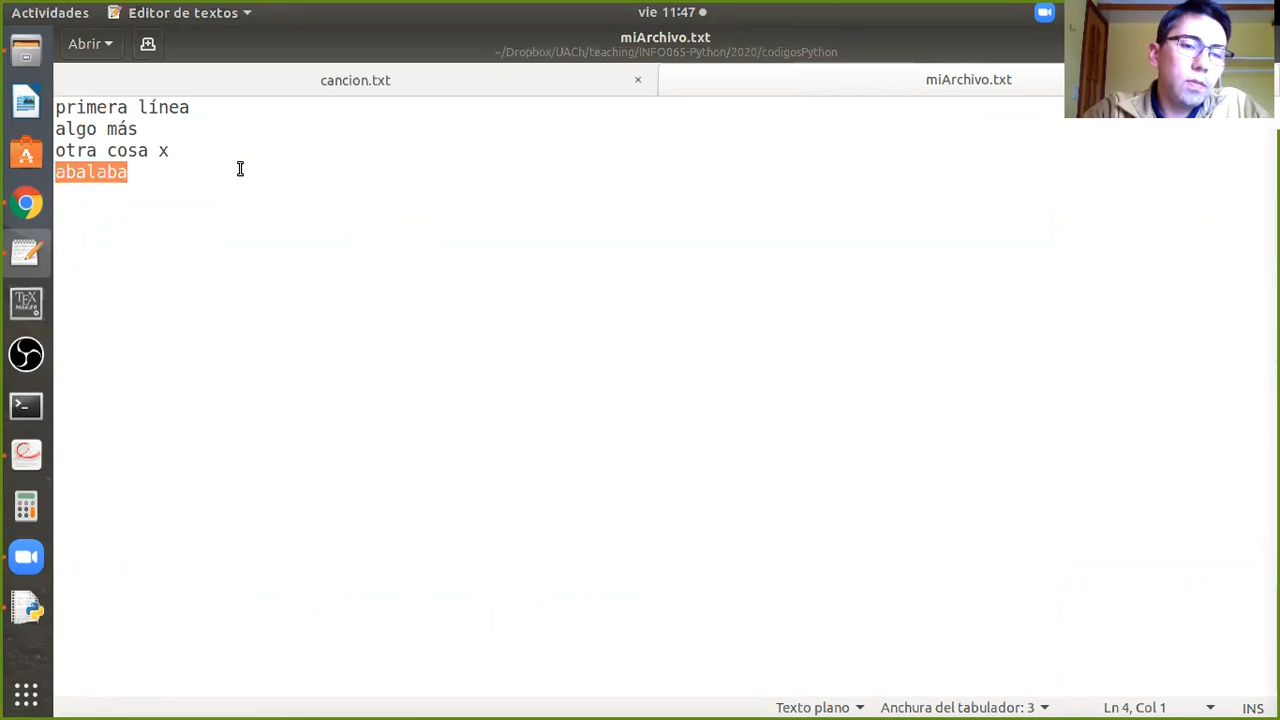 Actividades
Editor de textos
vie 11:47
Abrir
miArchivo.txt
~/Dropbox/UACh/teaching/INFO065-Python/2020/codigosPython
cancion.txt ×
miArchivo.txt
primera línea
algo más
otra cosa x
abalaba
TEX
MAKER
Texto plano
Anchura del tabulador: 3
Ln 4, Col 1
INS